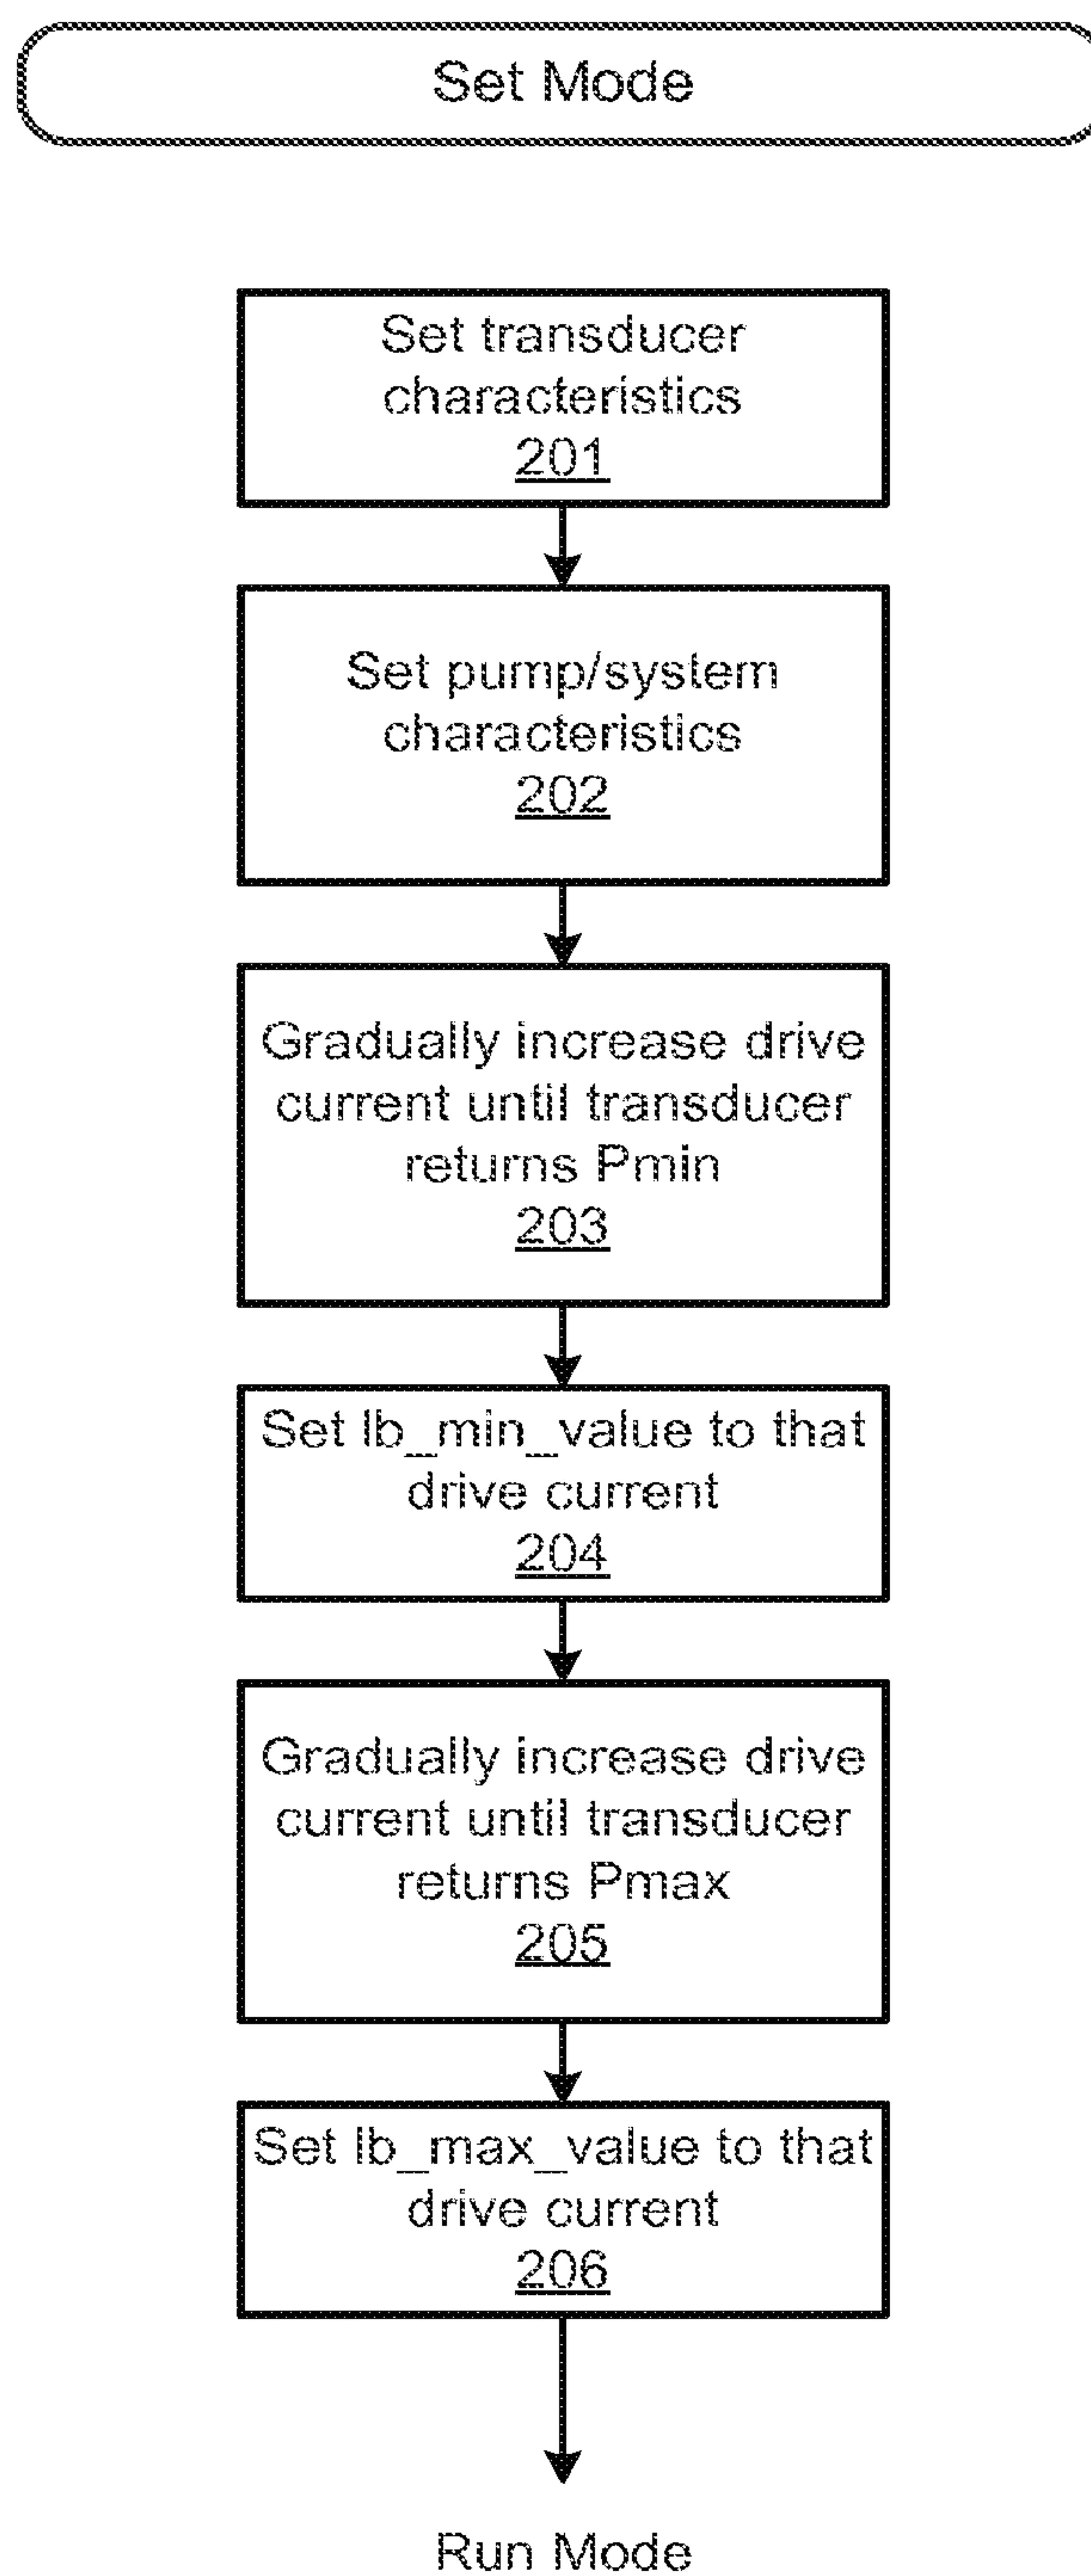 Set Mode
Set transducer
characteristics
201
Set pump/system
characteristics
202
Gradually increase drive
current until transducer
returns Pmin
203
Set lb_min_value to that
drive current
204
Gradually increase drive
current until transducer
returns Pmax
205
Set lb_max_value to that
drive current
206
Run Mode